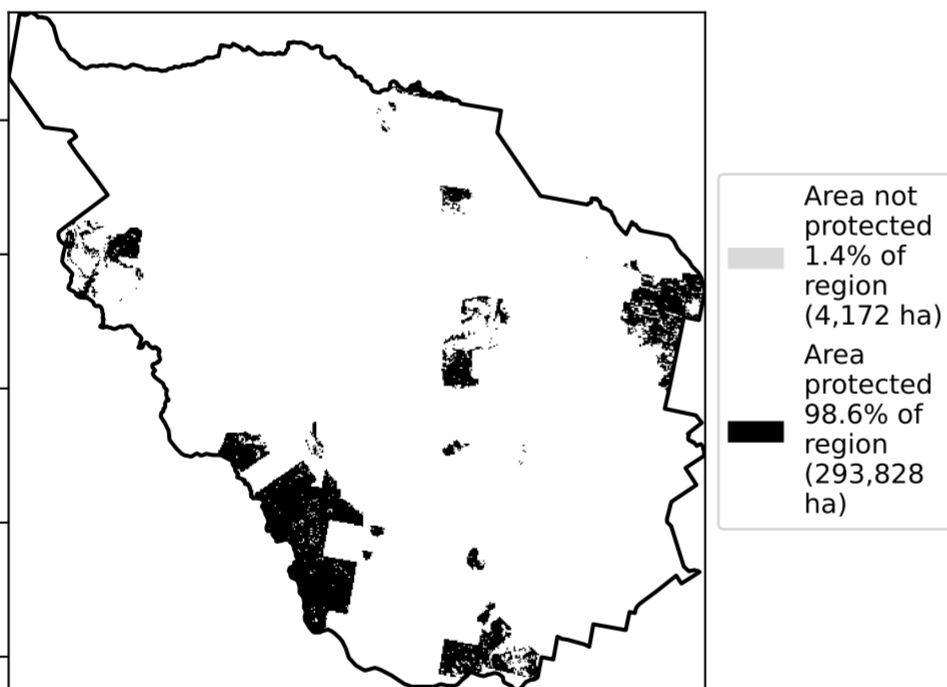 Area not
protected
1.4% of
region
(4,172 ha)
Area
protected
98.6% of
region
(293,828
ha)